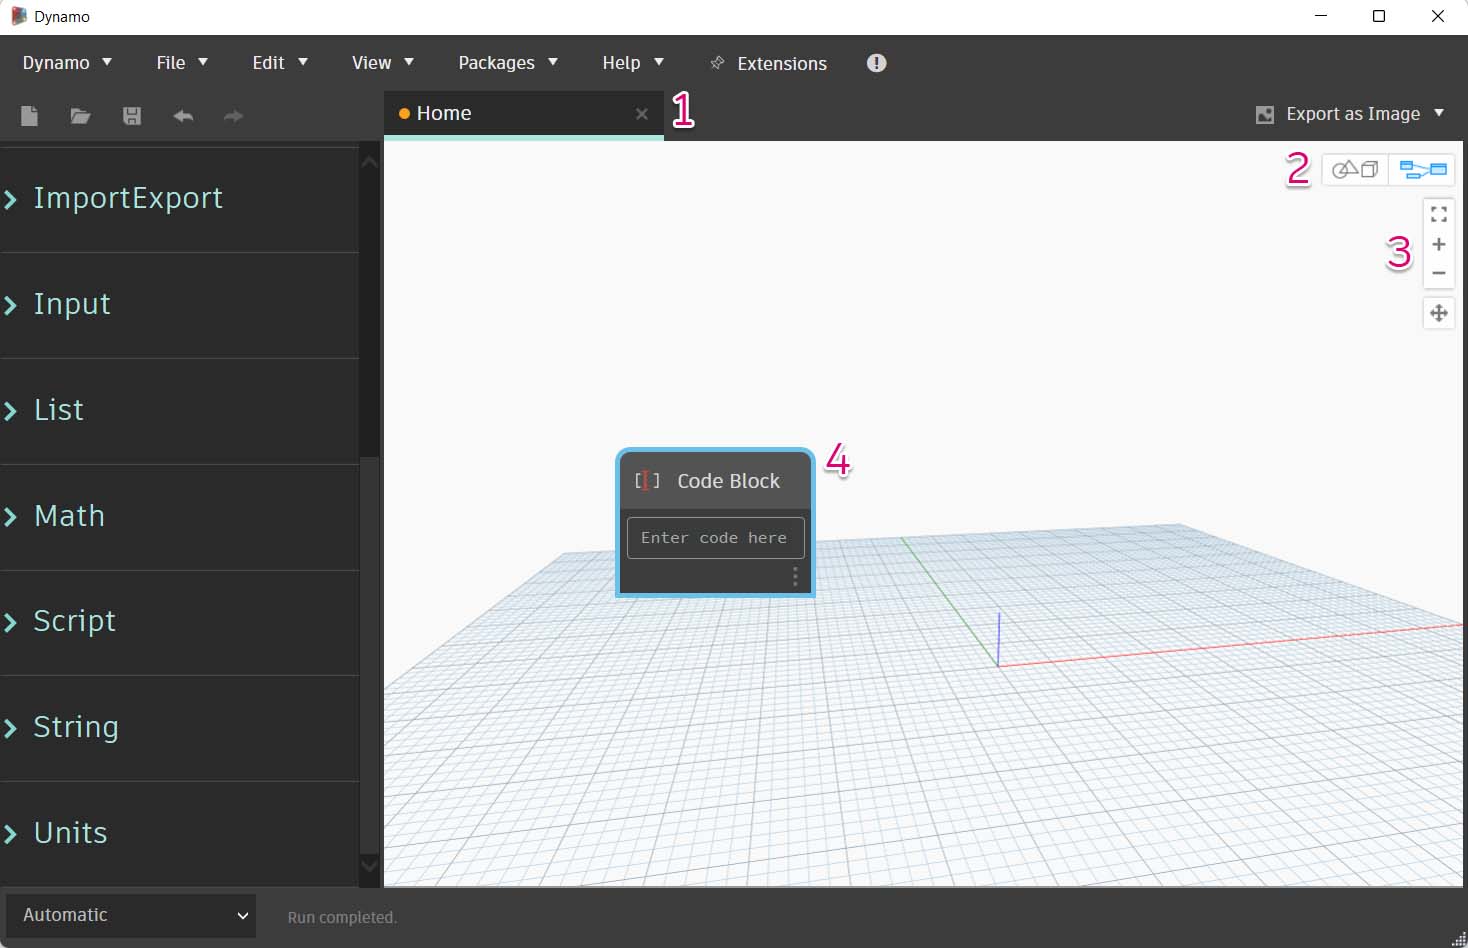 Dynamo
Dynamo File Edit View Packages Help Extensions
Home 1 Export as Image
2
3
ImportExport
Input
List
Math
Script
String
Units
4
[I] Code Block
Enter code here
Automatic Run completed.